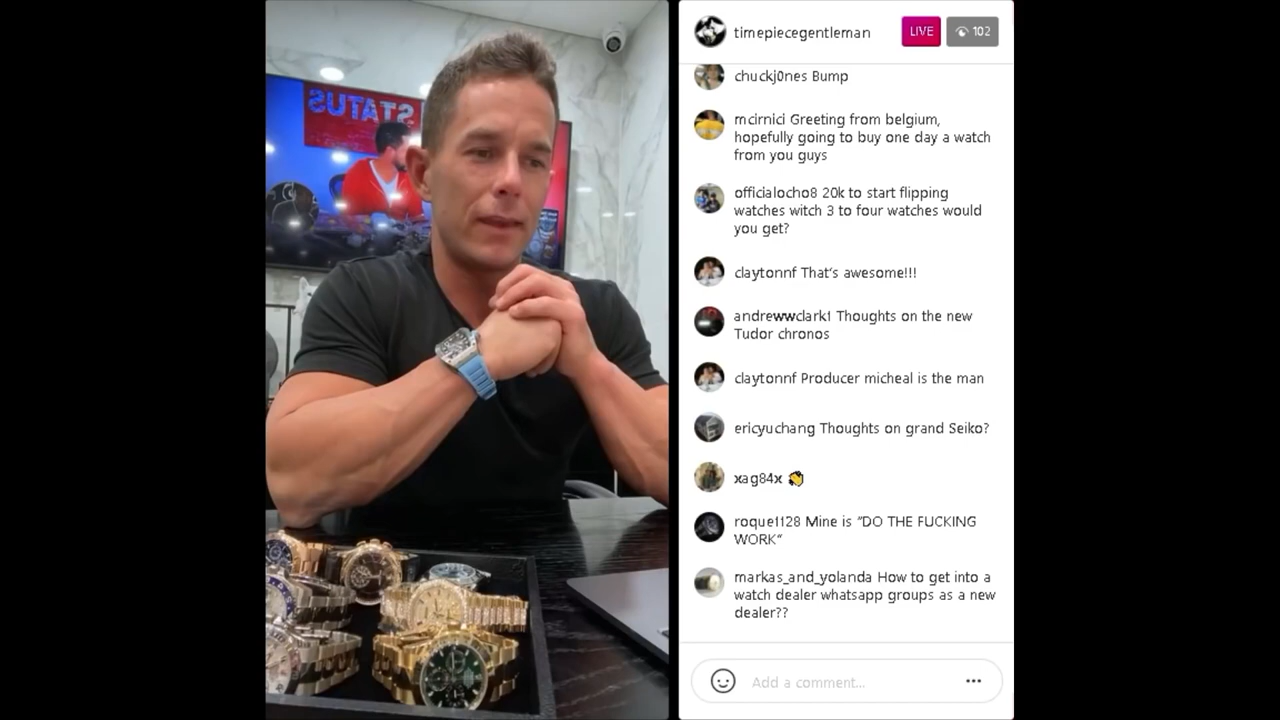 STATUS
timepiecegentleman
LIVE
102
chuckj0nes Bump
mcirnici Greeting from belgium,
hopefully going to buy one day a watch
from you guys
officialocho8 20k to start flipping
watches witch 3 to four watches would
you get?
claytonnf That's awesome!!!
andrewwclark1 Thoughts on the new
Tudor chronos
claytonnf Producer micheal is the man
ericyuchang Thoughts on grand Seiko?
xag84x 👏
roque1128 Mine is "DO THE FUCKING
WORK"
markas_and_yolanda How to get into a
watch dealer whatsapp groups as a new
dealer??
Add a comment...